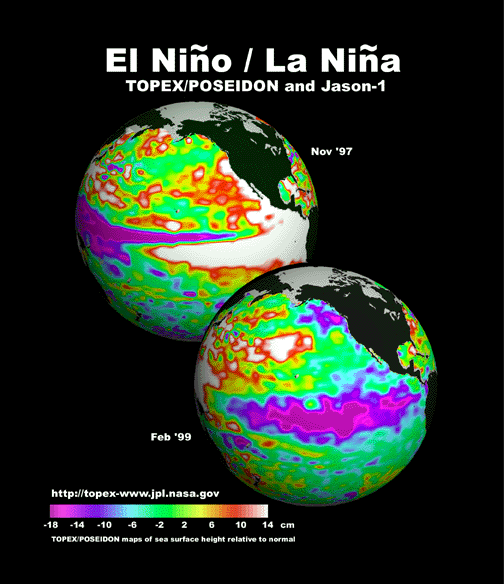 El Niño / La Niña
TOPEX/POSEIDON and Jason-1
Nov '97
Feb '99
http://topex-www.jpl.nasa.gov
-18 -14 -10 -6 -2 2 6 10 14 cm
TOPEX/POSEIDON maps of sea surface height relative to normal